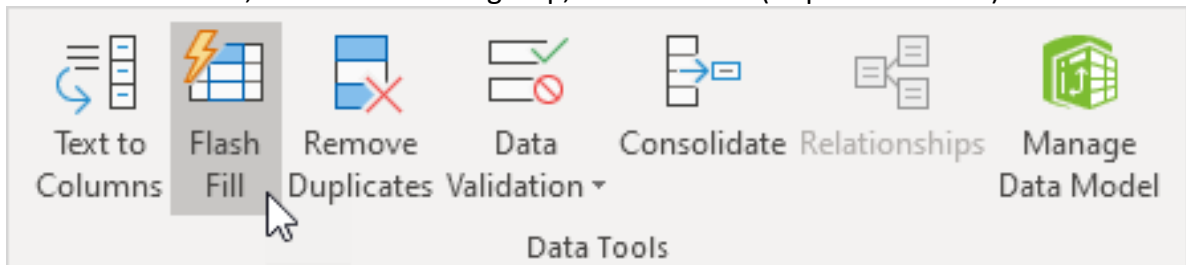 Text to Columns
Flash Fill
Remove Duplicates
Data Validation
Consolidate
Relationships
Manage Data Model
Data Tools